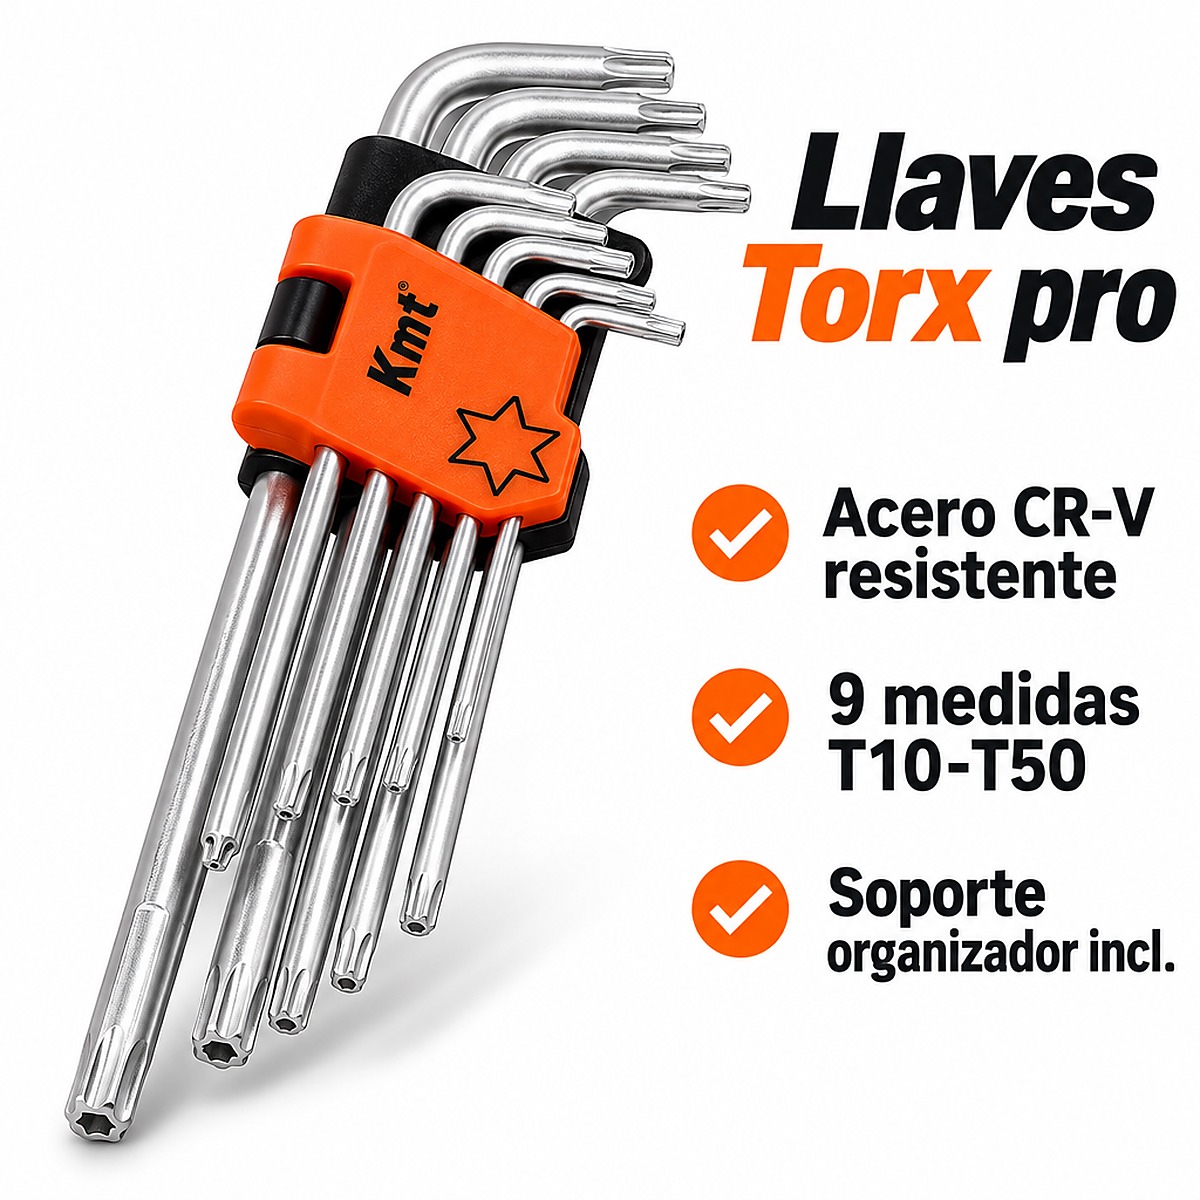 Kmt®
Llaves
Torx pro
Acero CR-V
resistente
9 medidas
T10-T50
Soporte
organizador incl.